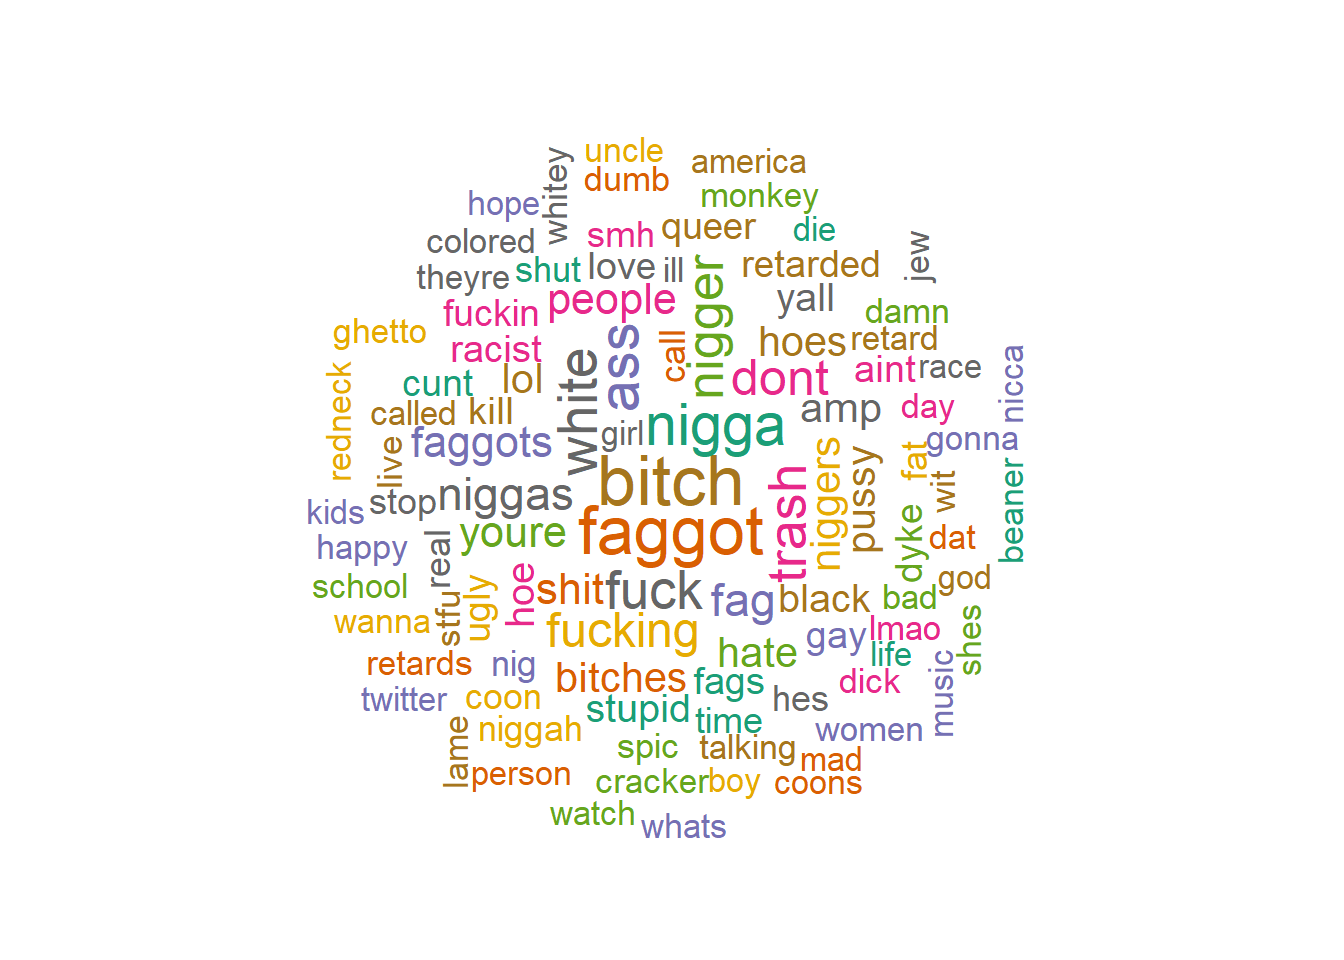 uncle
america
dumb
whitey
monkey
hope
queer
smh
die
colored
jew
theyre
shut
love
ill
nigger
retarded
people
yall
fuckin
damn
ghetto
racist
ass
call
hoes
retard
white
dont
aint
race
nicca
redneck
cunt
lol
called
kill
girl
nigga
amp
day
live
faggots
gonna
bitch
trash
niggers
pussy
fat
wit
beaner
stop
niggas
kids
happy
real
youre
faggot
dyke
dat
school
stfu
ugly
hoe
shit
fuck
fag
black
bad
god
wanna
fucking
hate
gay
lmao
life
shes
retards
nig
bitches
fags
dick
music
twitter
coon
stupid
time
hes
women
niggah
lame
spic
talking
mad
person
cracker
boy
coons
watch
whats